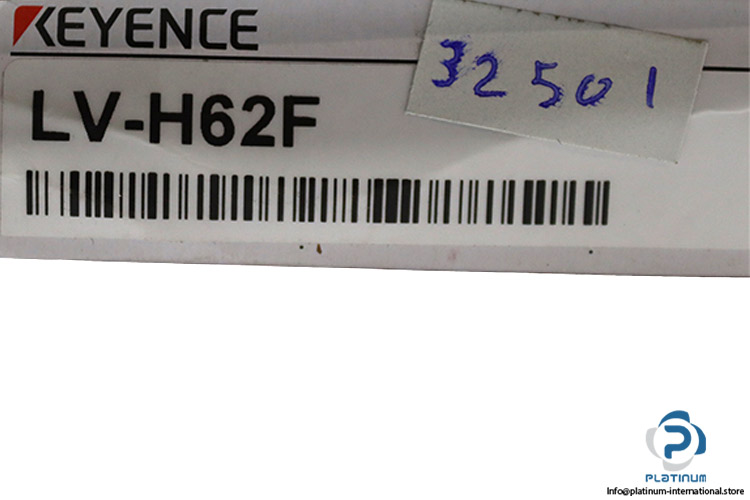 KEYENCE
32501
LV-H62F
PLATINUM
Info@platinum-international.store